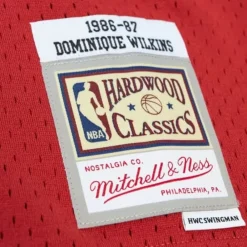 1986-87
DOMINIQUE WILKINS
HARDWOOD
NBA
CLASSICS
NOSTALGIA CO.
Mitchell & Ness
PHILADELPHIA, PA.
HWC SWINGMAN